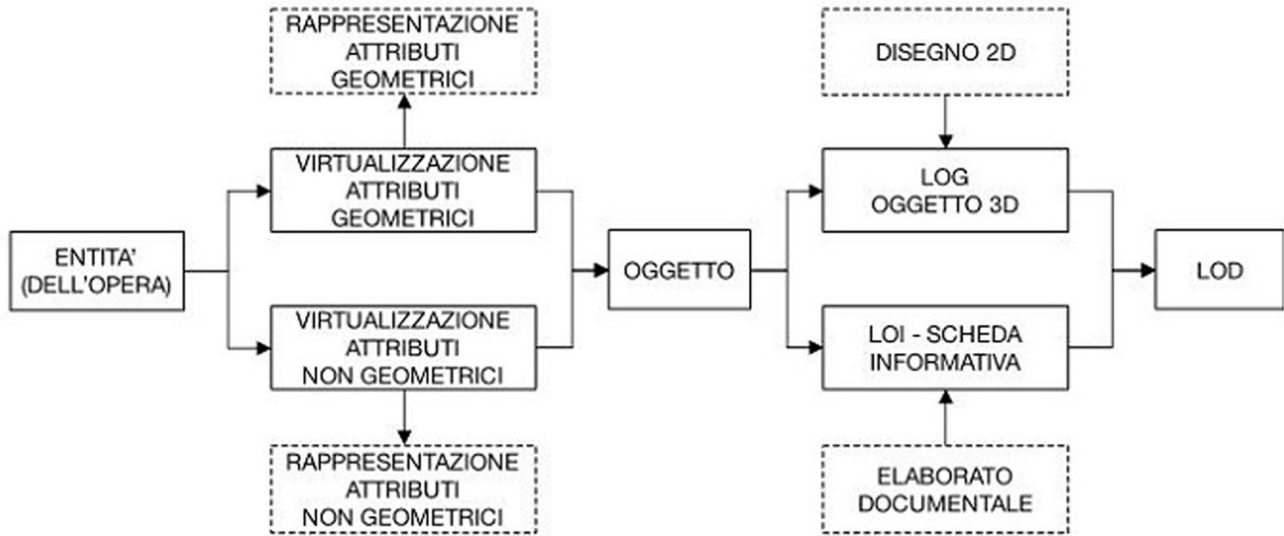 RAPPRESENTAZIONE
ATTRIBUTI
GEOMETRICI
DISEGNO 2D
VIRTUALIZZAZIONE
ATTRIBUTI
GEOMETRICI
LOG
OGGETTO 3D
ENTITA'
(DELL'OPERA)
OGGETTO
LOD
VIRTUALIZZAZIONE
ATTRIBUTI
NON GEOMETRICI
LOI - SCHEDA
INFORMATIVA
RAPPRESENTAZIONE
ATTRIBUTI
NON GEOMETRICI
ELABORATO
DOCUMENTALE